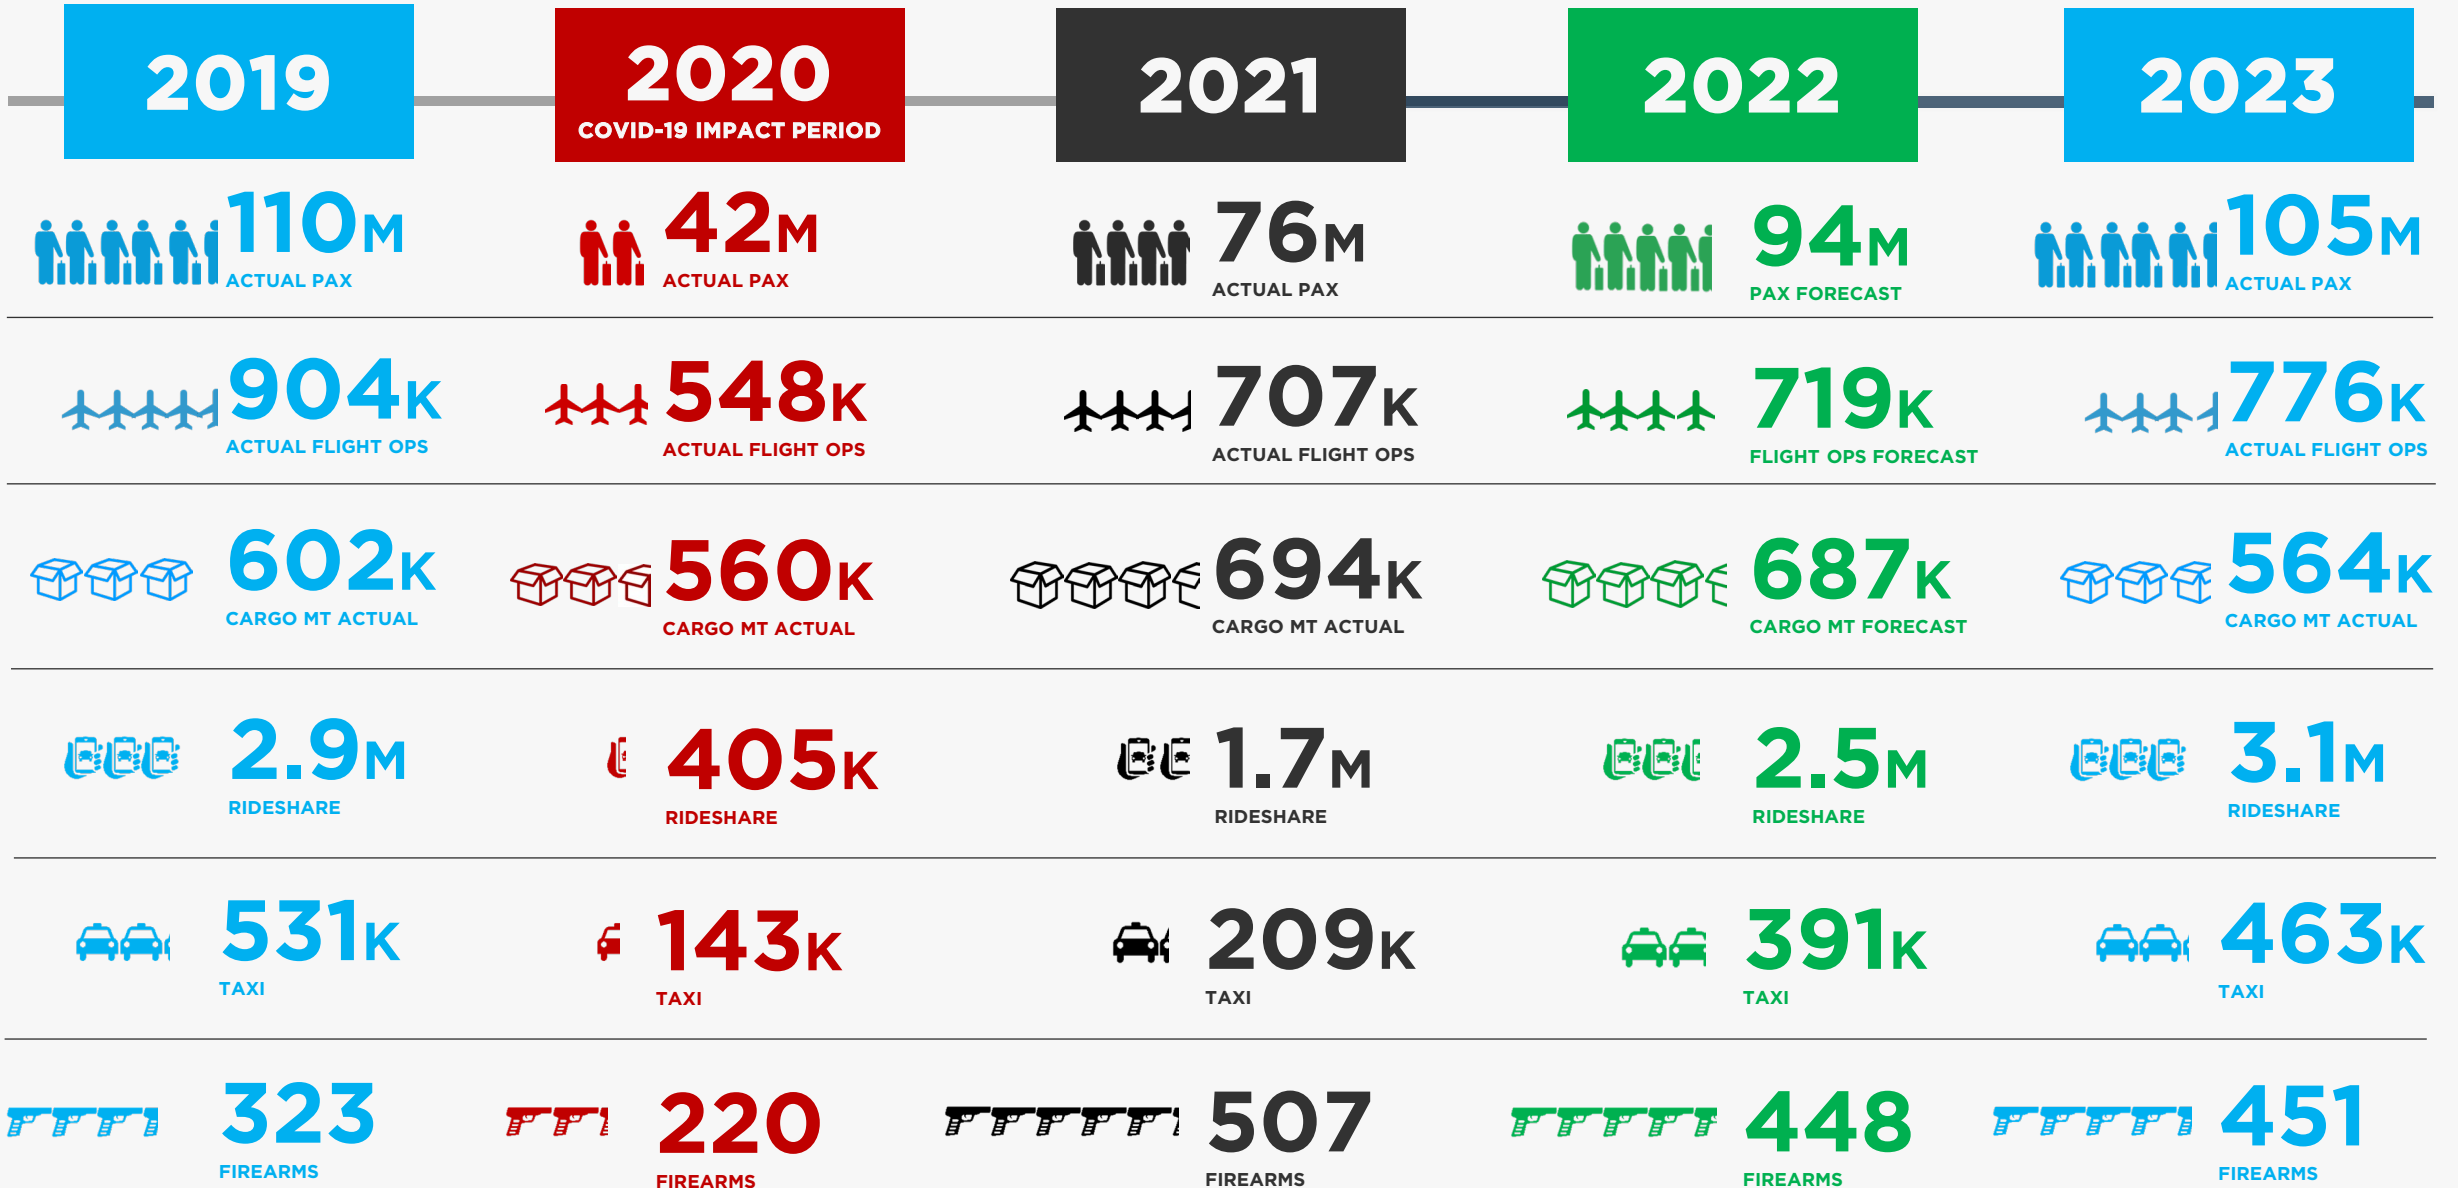 2019
2020
COVID-19 IMPACT PERIOD
2021
2022
2023
110M
ACTUAL PAX
42M
ACTUAL PAX
76M
ACTUAL PAX
94M
PAX FORECAST
105M
ACTUAL PAX
904K
ACTUAL FLIGHT OPS
548K
ACTUAL FLIGHT OPS
707K
ACTUAL FLIGHT OPS
719K
FLIGHT OPS FORECAST
776K
ACTUAL FLIGHT OPS
602K
CARGO MT ACTUAL
560K
CARGO MT ACTUAL
694K
CARGO MT ACTUAL
687K
CARGO MT FORECAST
564K
CARGO MT ACTUAL
2.9M
RIDESHARE
405K
RIDESHARE
1.7M
RIDESHARE
2.5M
RIDESHARE
3.1M
RIDESHARE
531K
TAXI
143K
TAXI
209K
TAXI
391K
TAXI
463K
TAXI
323
FIREARMS
220
FIREARMS
507
FIREARMS
448
FIREARMS
451
FIREARMS